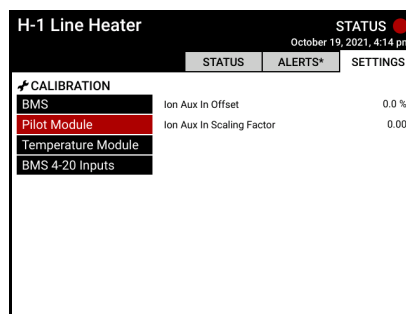 H-1 Line Heater
STATUS
October 19, 2021, 4:14 pm
STATUS
ALERTS*
SETTINGS
CALIBRATION
BMS
Ion Aux In Offset
0.0 %
Pilot Module
Ion Aux In Scaling Factor
0.00
Temperature Module
BMS 4-20 Inputs